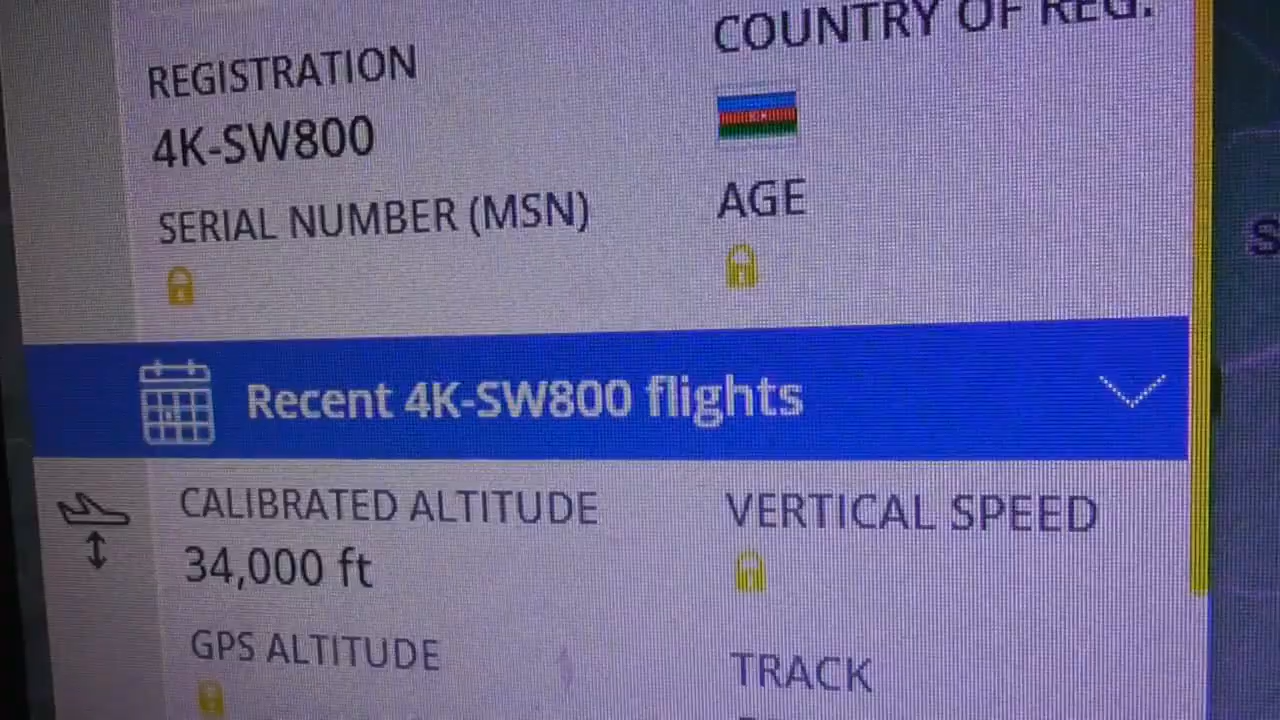 COUNTRY OF REG.
REGISTRATION
4K-SW800
SERIAL NUMBER (MSN)
AGE
Recent 4K-SW800 flights
CALIBRATED ALTITUDE
VERTICAL SPEED
34,000 ft
GPS ALTITUDE
TRACK
S